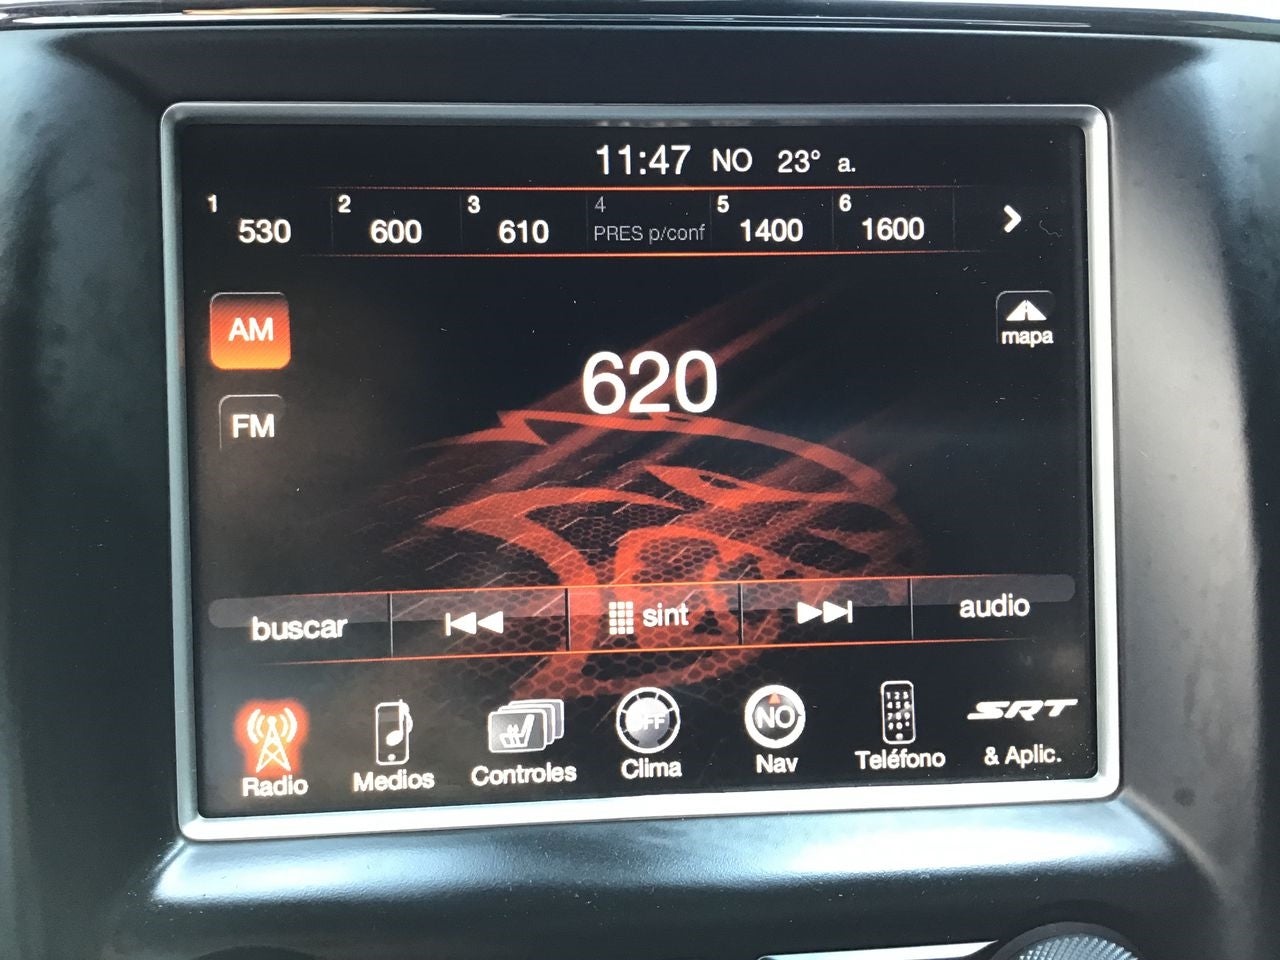 11:47 NO 23° a.
1 2 3 4 5 6
530 600 610 PRES p/conf 1400 1600
AM
mapa
620
FM
buscar sint audio
OFF NO SRT
Radio Medios Controles Clima Nav Teléfono & Aplic.